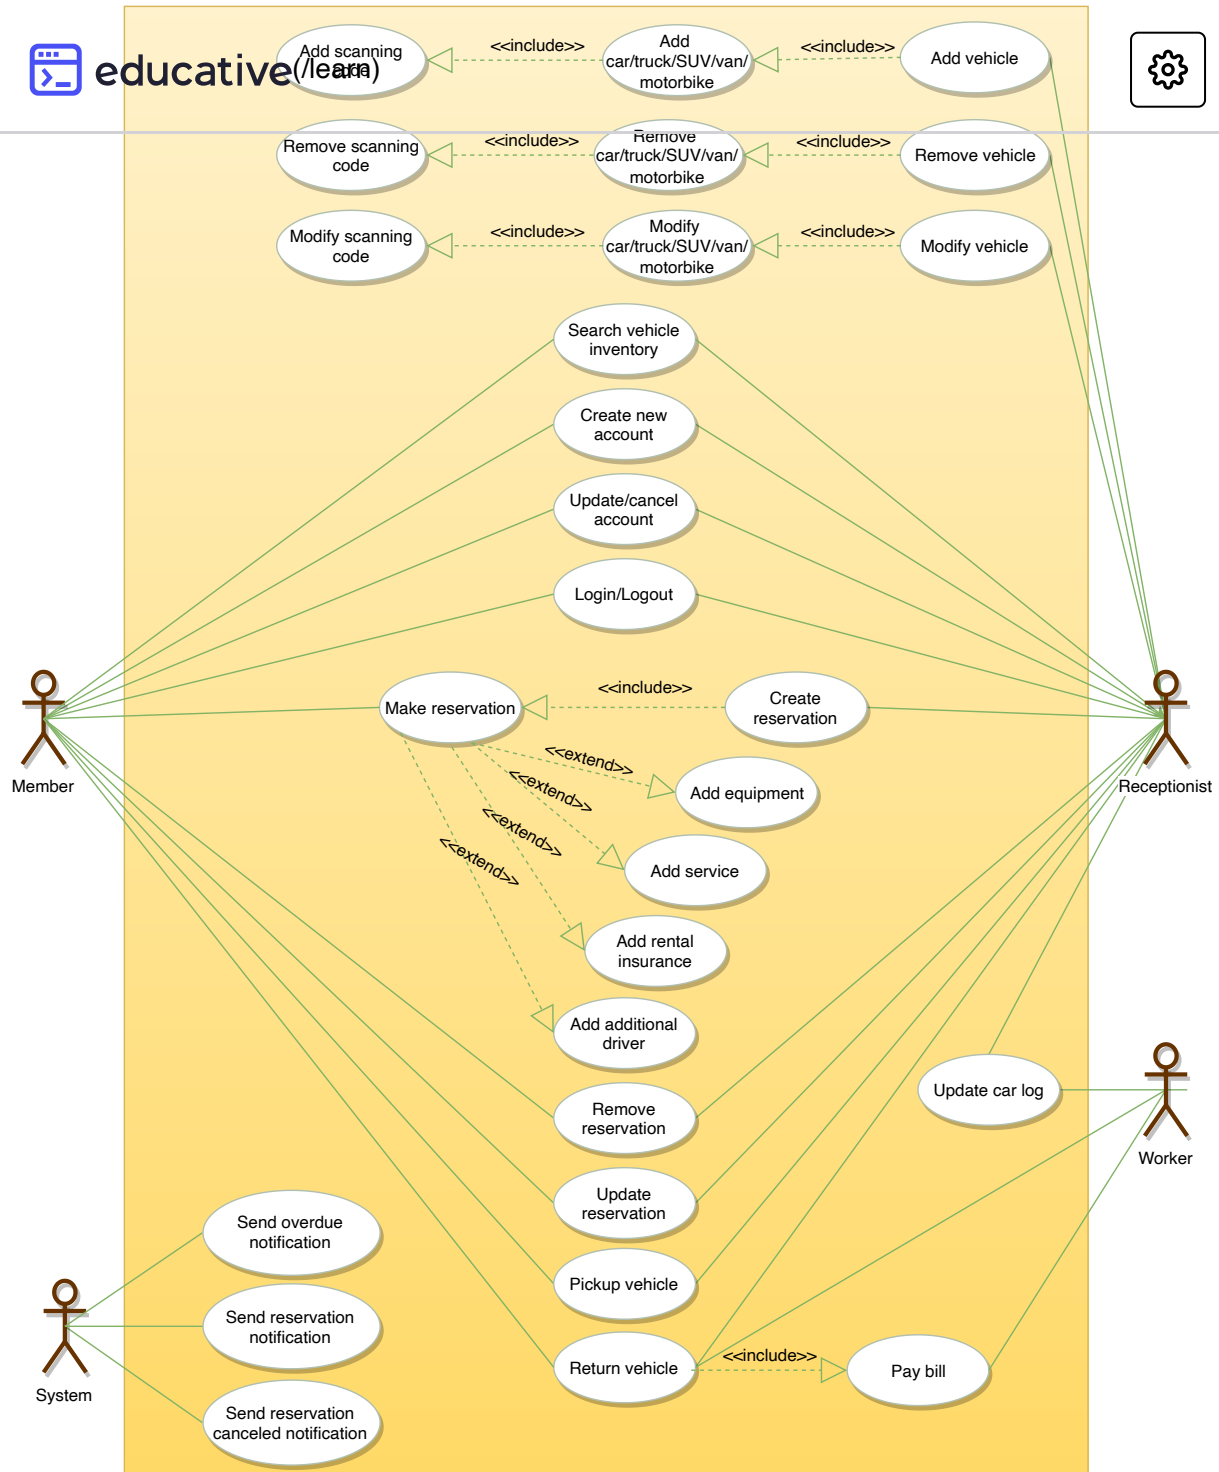 Add scanning
code
<<include>>
Add
car/truck/SUV/van/
motorbike
<<include>>
Add vehicle
educative(/learn)
Remove scanning
code
<<include>>
Remove
car/truck/SUV/van/
motorbike
<<include>>
Remove vehicle
Modify scanning
code
<<include>>
Modify
car/truck/SUV/van/
motorbike
<<include>>
Modify vehicle
Search vehicle
inventory
Create new
account
Update/cancel
account
Login/Logout
Make reservation
<<include>>
Create
reservation
Member
Receptionist
<<extend>>
Add equipment
<<extend>>
Add service
<<extend>>
Add rental
insurance
<<extend>>
Add additional
driver
Remove
reservation
Update car log
Worker
Update
reservation
Send overdue
notification
Pickup vehicle
Send reservation
notification
System
Return vehicle
<<include>>
Pay bill
Send reservation
canceled notification